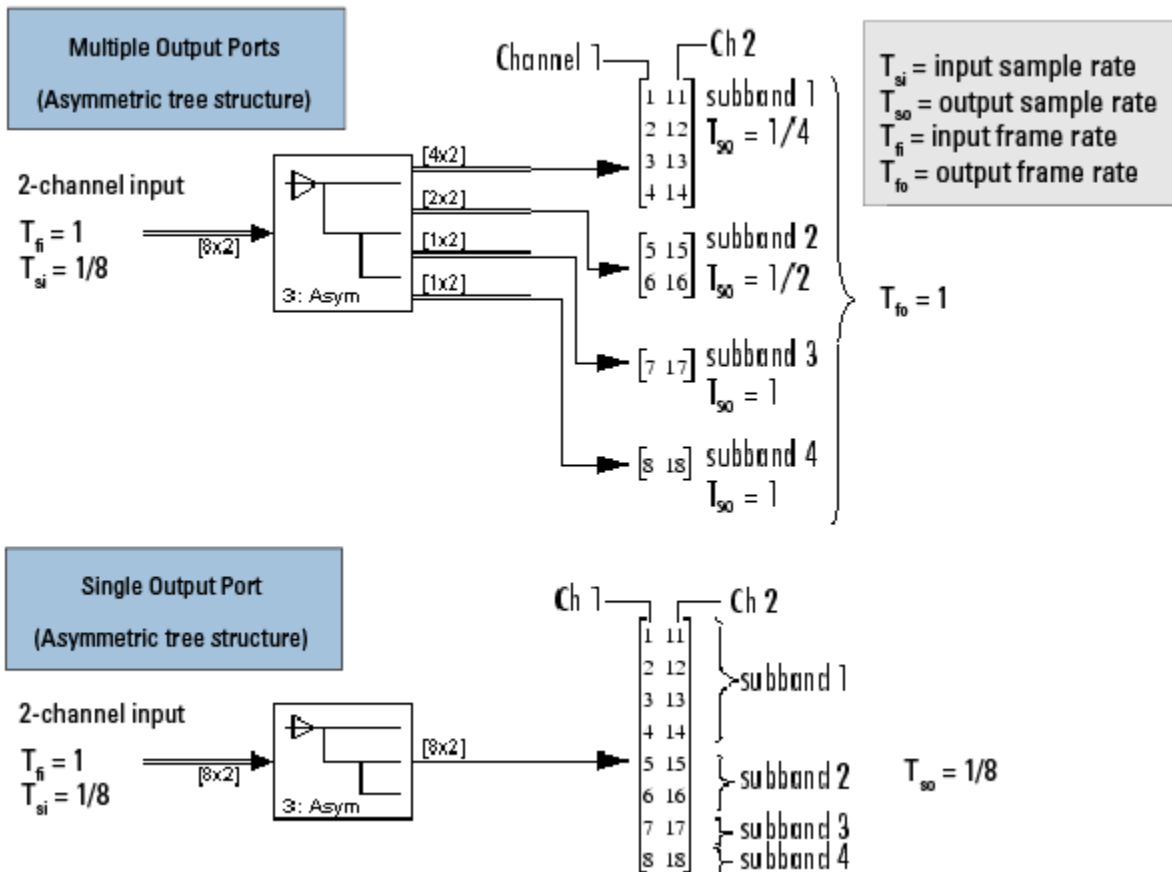 Multiple Output Ports
(Asymmetric tree structure)
2-channel input
T_fi = 1
T_si = 1/8
[8x2]
3: Asym
[4x2]
[2x2]
[1x2]
[1x2]
Channel 1
Ch 2
1 11
2 12
3 13
4 14
subband 1
T_so = 1/4
5 15
6 16
subband 2
T_so = 1/2
7 17
subband 3
T_so = 1
8 18
subband 4
T_so = 1
T_fo = 1
T_si = input sample rate
T_so = output sample rate
T_fi = input frame rate
T_fo = output frame rate
Single Output Port
(Asymmetric tree structure)
2-channel input
T_fi = 1
T_si = 1/8
[8x2]
3: Asym
[8x2]
Ch 1
Ch 2
1 11
2 12
3 13
4 14
5 15
6 16
7 17
8 18
subband 1
subband 2
subband 3
subband 4
T_so = 1/8